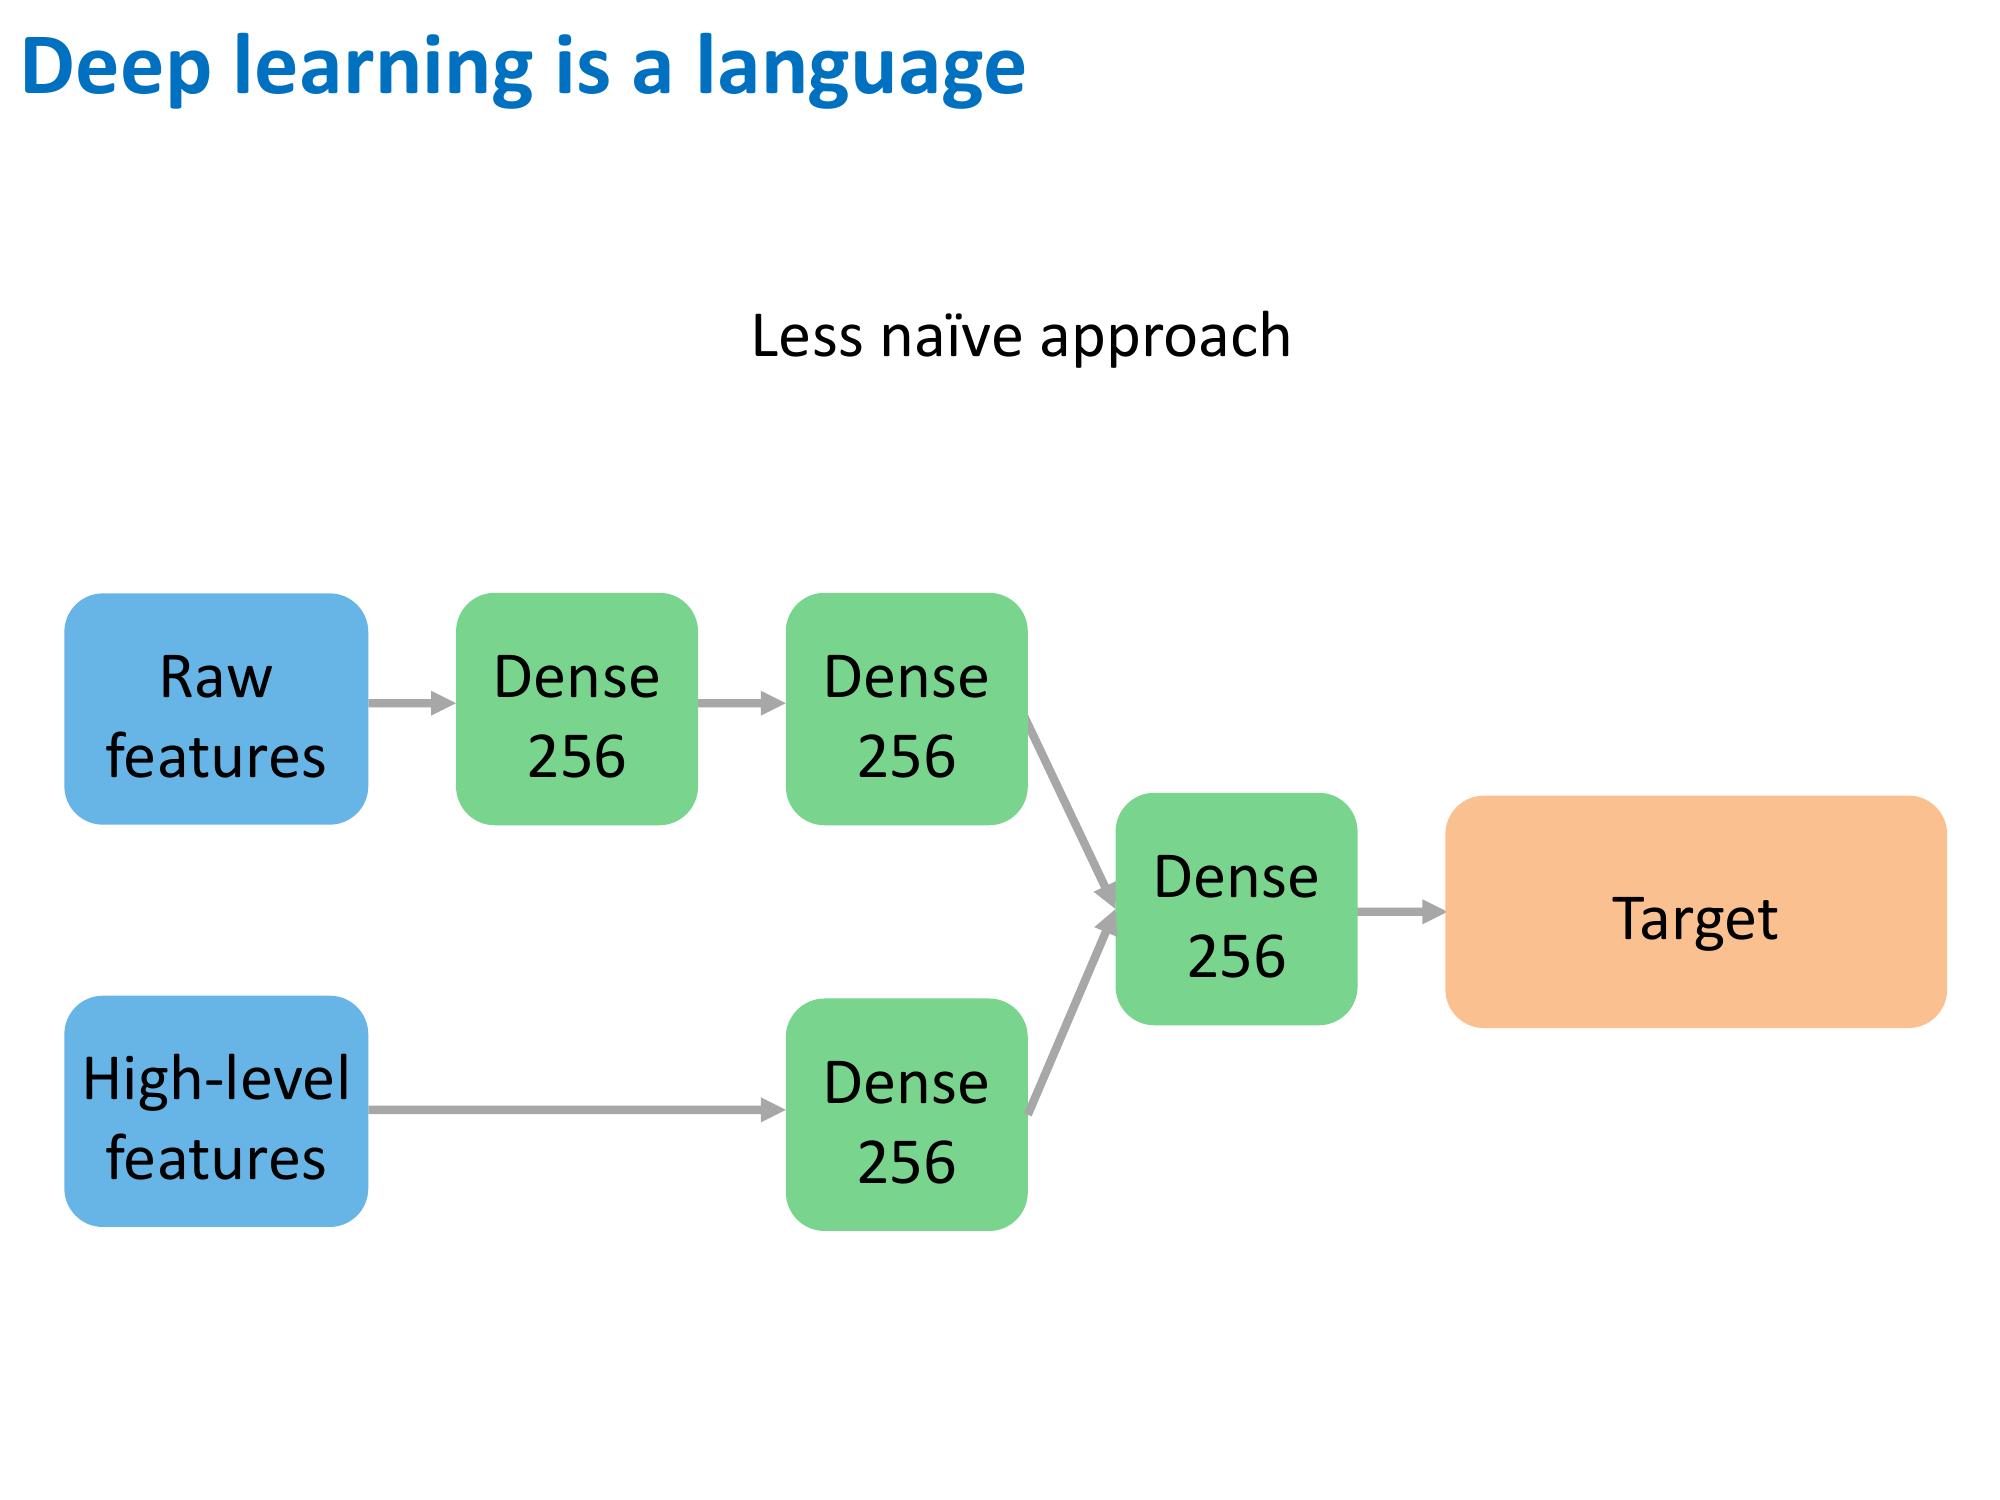 Deep learning is a language
Less naïve approach
Raw
features
Dense
256
Dense
256
Dense
256
Target
High-level
features
Dense
256